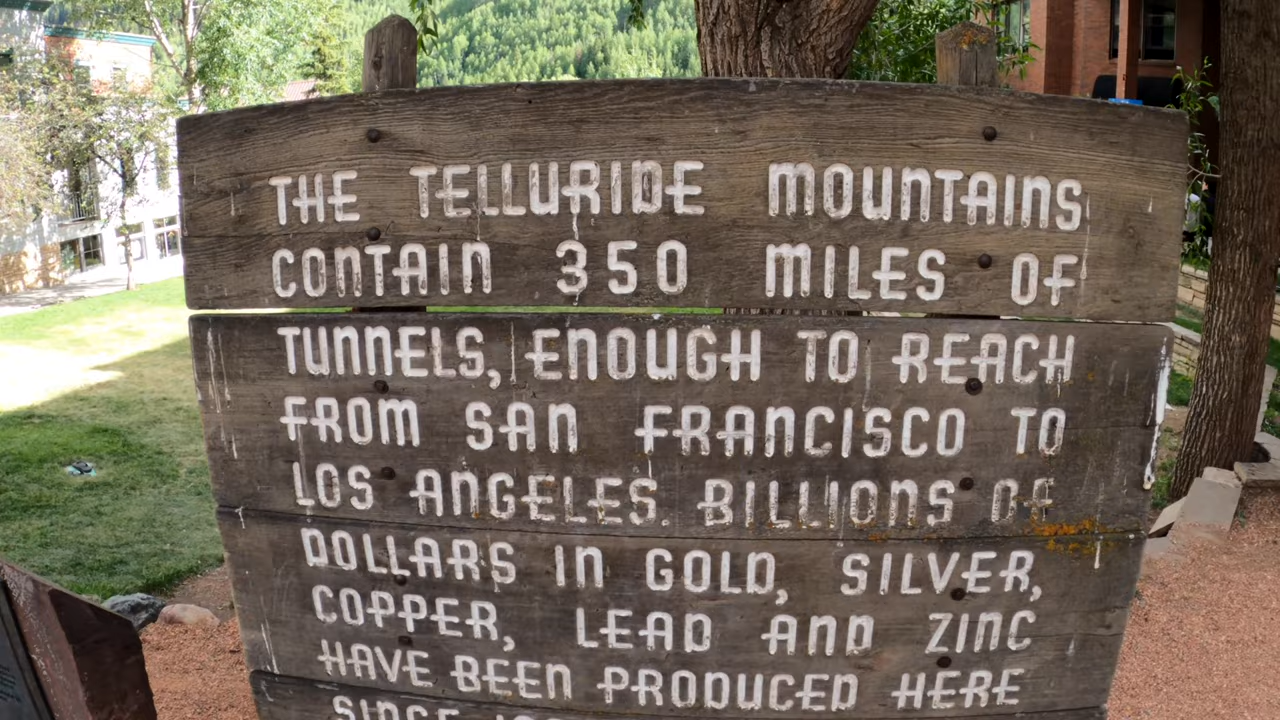 THE TELLURIDE MOUNTAINS
CONTAIN 350 MILES OF
TUNNELS, ENOUGH TO REACH
FROM SAN FRANCISCO TO
LOS ANGELES. BILLIONS OF
DOLLARS IN GOLD, SILVER,
COPPER, LEAD AND ZINC
HAVE BEEN PRODUCED HERE
SINCE